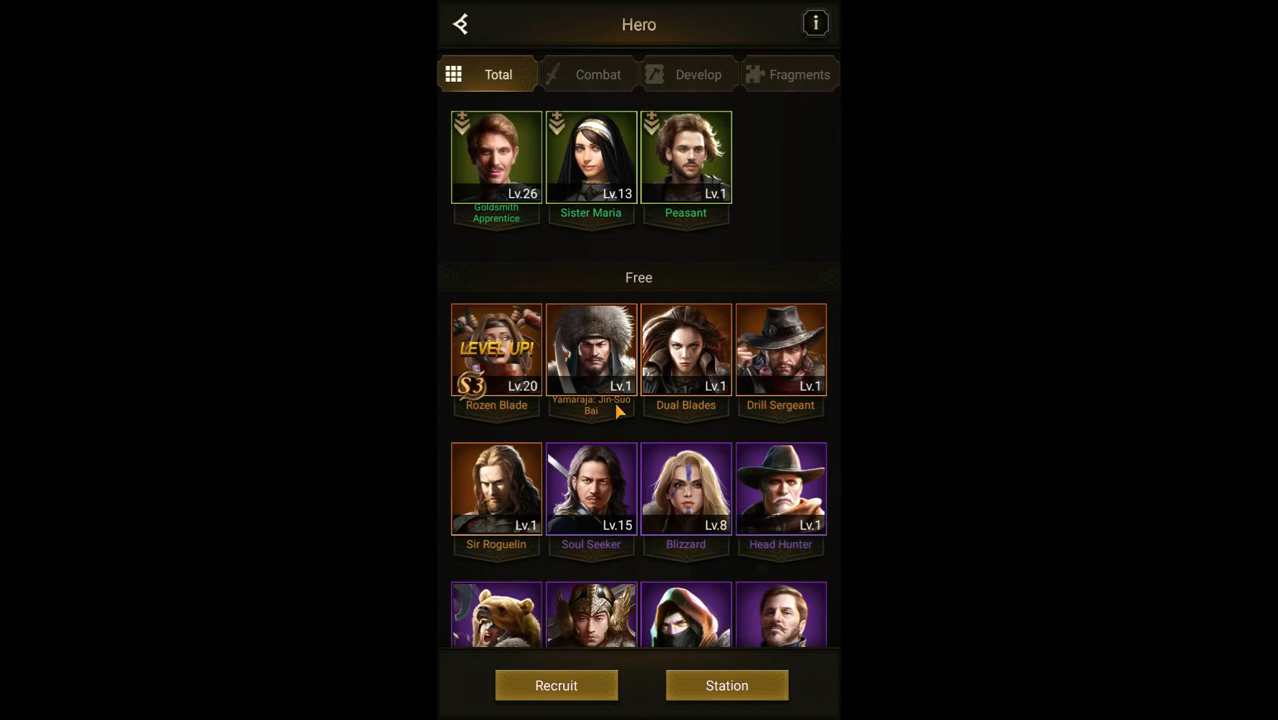 Hero
i
Total
Combat
Develop
Fragments
Lv.26
Lv.13
Lv.1
Goldsmith
Apprentice
Sister Maria
Peasant
Free
LEVEL UP!
S3
Lv.20
Lv.1
Lv.1
Lv.1
Rozen Blade
Yamaraja: Jin-Suo
Bai
Dual Blades
Drill Sergeant
Lv.1
Lv.15
Lv.8
Lv.1
Sir Roguelin
Soul Seeker
Blizzard
Head Hunter
Recruit
Station